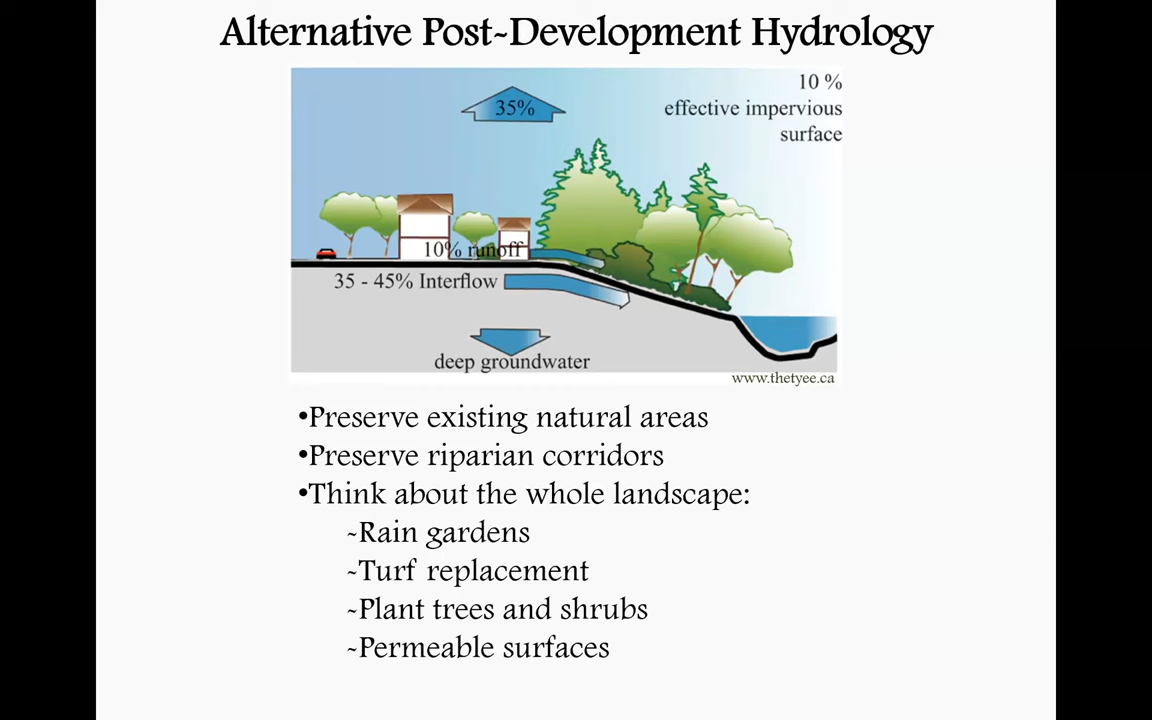 Alternative Post-Development Hydrology
35%
10 %
effective impervious
surface
10% runoff
35 - 45% Interflow
deep groundwater
www.thetyee.ca
•Preserve existing natural areas
•Preserve riparian corridors
•Think about the whole landscape:
-Rain gardens
-Turf replacement
-Plant trees and shrubs
-Permeable surfaces